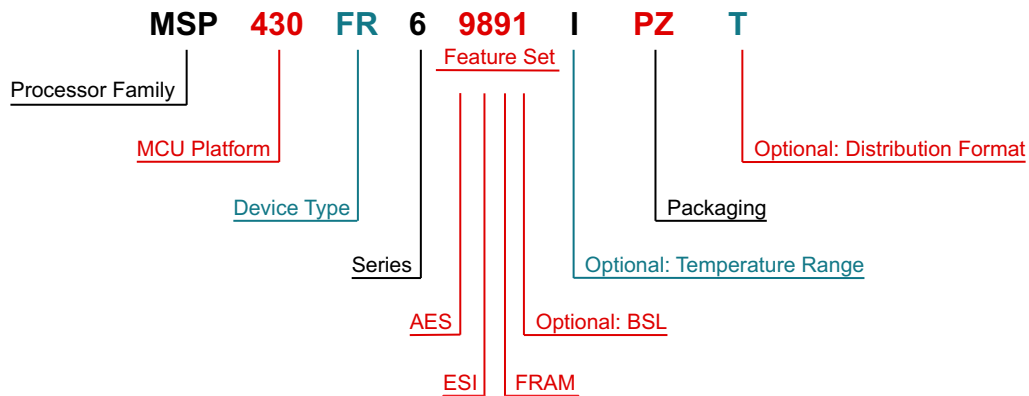 MSP 430 FR 6 9891 I PZ T
Feature Set
Processor Family
MCU Platform
Optional: Distribution Format
Device Type
Packaging
Series
Optional: Temperature Range
AES
Optional: BSL
ESI
FRAM